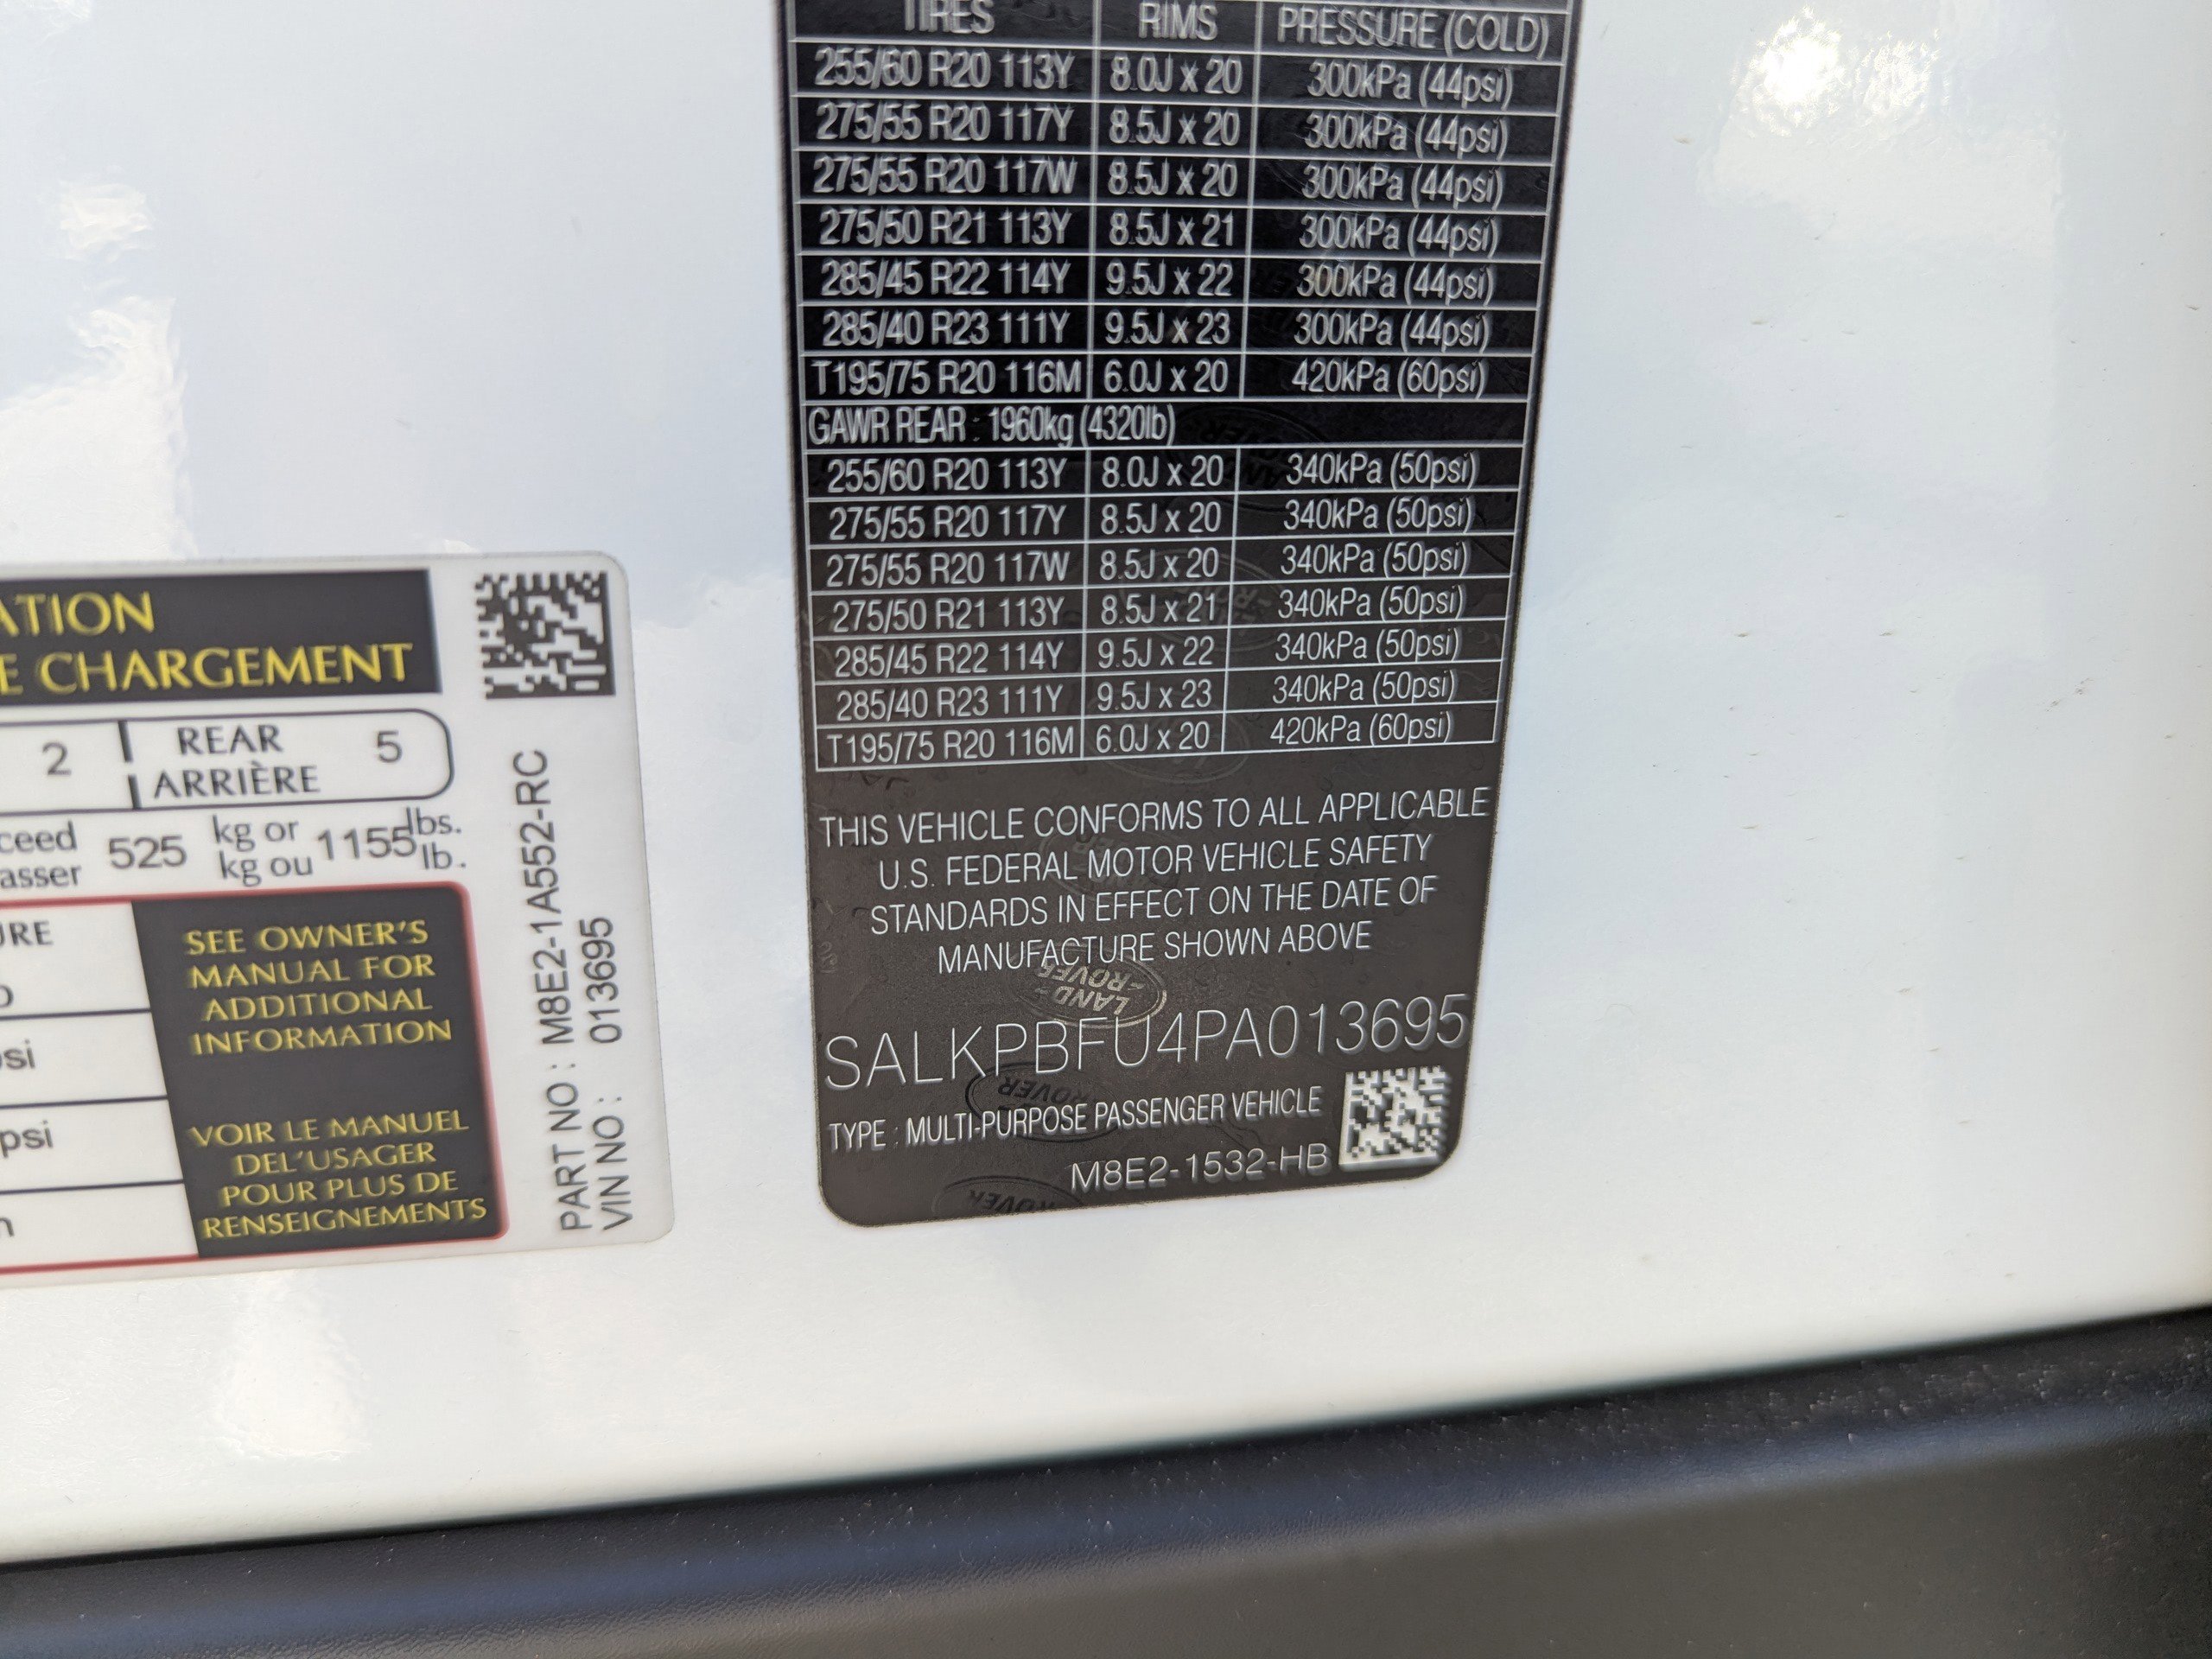 ATION
E CHARGEMENT
2 REAR 5
ARRIÈRE
ceed 525 kg or 1155 lbs.
asser kg ou lb.
URE
si
psi
SEE OWNER'S
MANUAL FOR
ADDITIONAL
INFORMATION
VOIR LE MANUEL
DEL'USAGER
POUR PLUS DE
RENSEIGNEMENTS
PART NO : M8E2-1A552-RC
VIN NO : 013695
TIRES RIMS PRESSURE (COLD)
255/60 R20 113Y 8.0J x 20 300kPa (44psi)
275/55 R20 117Y 8.5J x 20 300kPa (44psi)
275/55 R20 117W 8.5J x 20 300kPa (44psi)
275/50 R21 113Y 8.5J x 21 300kPa (44psi)
285/45 R22 114Y 9.5J x 22 300kPa (44psi)
285/40 R23 111Y 9.5J x 23 300kPa (44psi)
T195/75 R20 116M 6.0J x 20 420kPa (60psi)
GAWR REAR : 1960kg (4320lb)
255/60 R20 113Y 8.0J x 20 340kPa (50psi)
275/55 R20 117Y 8.5J x 20 340kPa (50psi)
275/55 R20 117W 8.5J x 20 340kPa (50psi)
275/50 R21 113Y 8.5J x 21 340kPa (50psi)
285/45 R22 114Y 9.5J x 22 340kPa (50psi)
285/40 R23 111Y 9.5J x 23 340kPa (50psi)
T195/75 R20 116M 6.0J x 20 420kPa (60psi)
THIS VEHICLE CONFORMS TO ALL APPLICABLE
U.S. FEDERAL MOTOR VEHICLE SAFETY
STANDARDS IN EFFECT ON THE DATE OF
MANUFACTURE SHOWN ABOVE
LAND-
-ROVER
SALKPBFU4PA013695
TYPE : MULTI-PURPOSE PASSENGER VEHICLE
M8E2-1532-HB